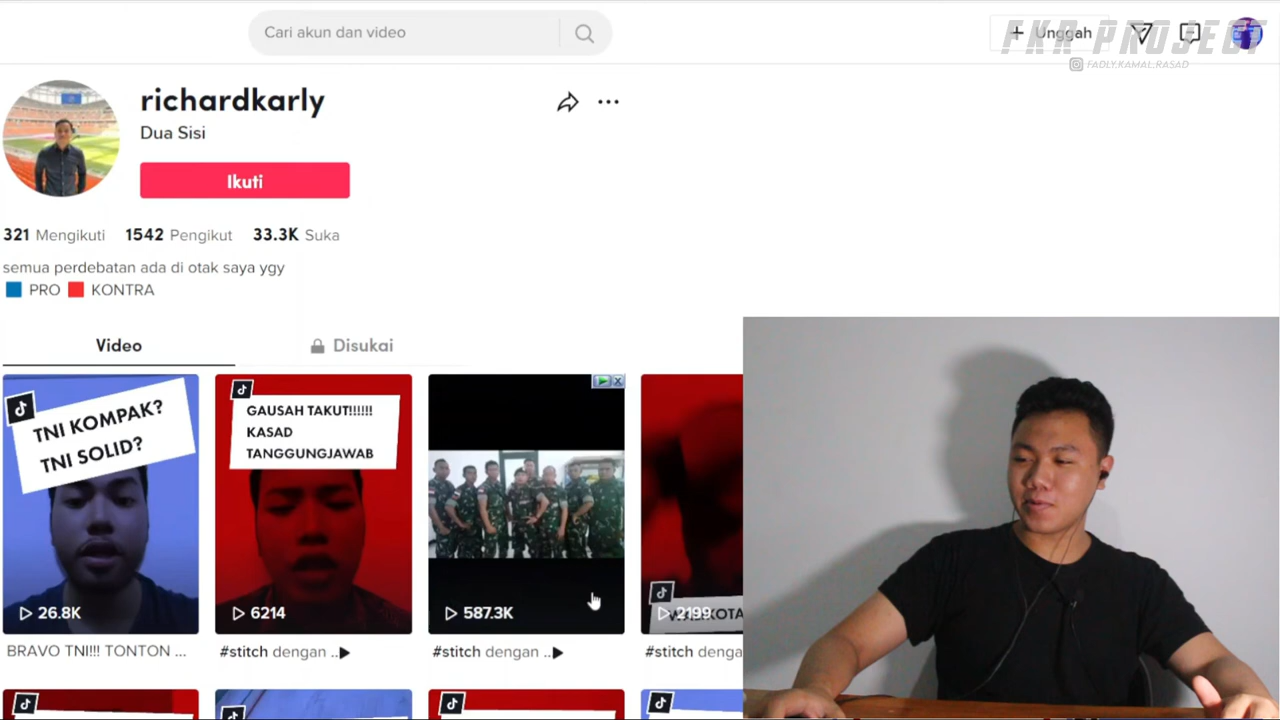 Cari akun dan video
Unggah
FKR PROJECT
FADLY.KAMAL.RASAD
richardkarly
Dua Sisi
Ikuti
321 Mengikuti 1542 Pengikut 33.3K Suka
semua perdebatan ada di otak saya ygy
PRO KONTRA
Video
Disukai
TNI KOMPAK?
TNI SOLID?
26.8K
BRAVO TNI!!! TONTON ...
GAUSAH TAKUT!!!!!!
KASAD
TANGGUNGJAWAB
6214
#stitch dengan ..
587.3K
#stitch dengan ..
2199
#stitch denga